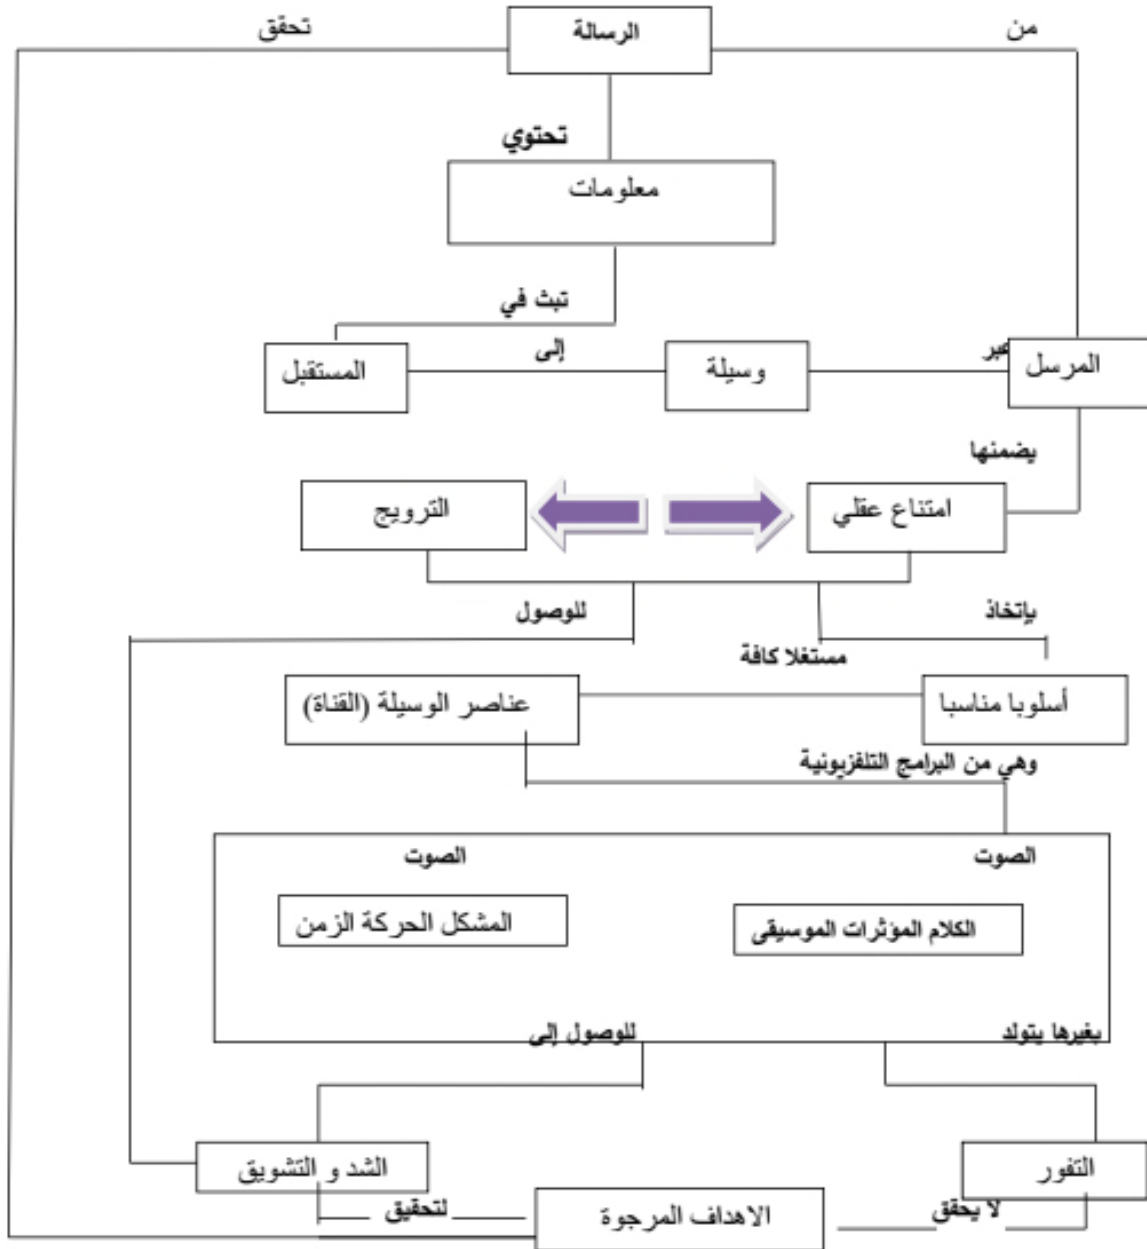 من
الرسالة
تحقق
تحتوي
معلومات
تبث في
المرسل
عبر
وسيلة
إلى
المستقبل
يضمنها
امتناع عقلي
الترويج
بإتخاذ
للوصول
مستغلا كافة
أسلوبا مناسبا
عناصر الوسيلة (القناة)
وهي من البرامج التلفزيونية
الصوت
الصوت
الكلام المؤثرات الموسيقى
المشكل الحركة الزمن
بغيرها يتولد
للوصول إلى
التفور
الشد و التشويق
لا يحقق
الاهداف المرجوة
لتحقيق